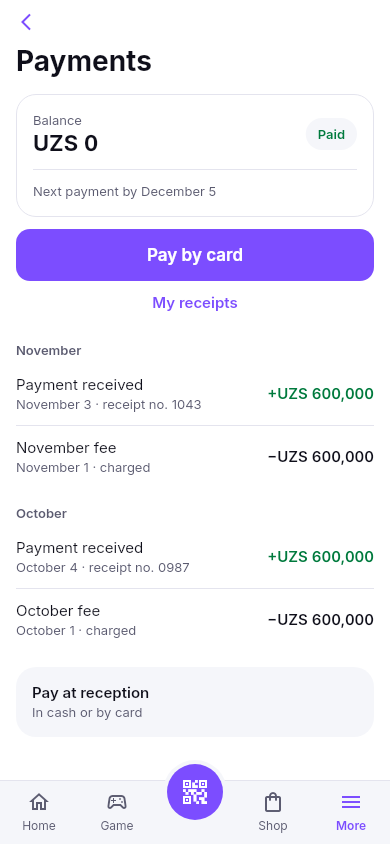 Payments
Balance
UZS 0
Paid
Next payment by December 5
Pay by card
My receipts
November
Payment received
November 3 · receipt no. 1043
+UZS 600,000
November fee
November 1 · charged
−UZS 600,000
October
Payment received
October 4 · receipt no. 0987
+UZS 600,000
October fee
October 1 · charged
−UZS 600,000
Pay at reception
In cash or by card
Home
Game
Shop
More